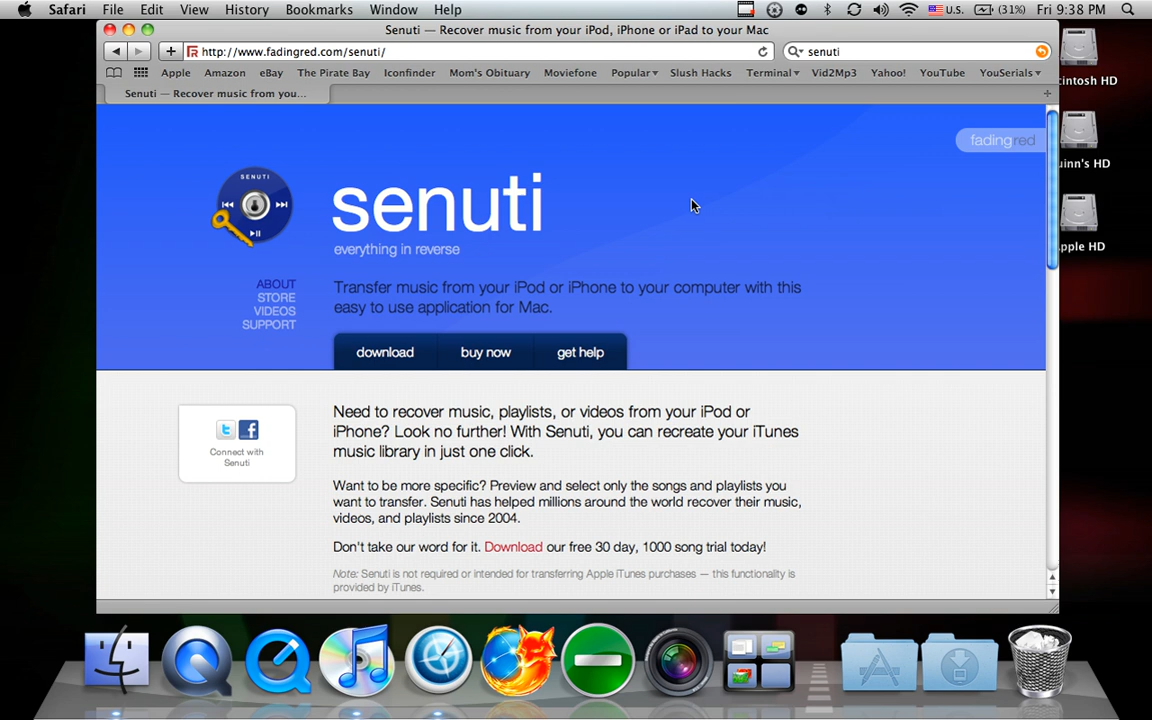 Safari File Edit View History Bookmarks Window Help U.S. (31%) Fri 9:38 PM
Senuti — Recover music from your iPod, iPhone or iPad to your Mac
http://www.fadingred.com/senuti/ senuti
Apple Amazon eBay The Pirate Bay Iconfinder Mom's Obituary Moviefone Popular Slush Hacks Terminal Vid2Mp3 Yahoo! YouTube YouSerials
Senuti — Recover music from you...
cintosh HD
uinn's HD
pple HD
fadingred
SENUTI
senuti
everything in reverse
ABOUT
STORE
VIDEOS
SUPPORT
Transfer music from your iPod or iPhone to your computer with this
easy to use application for Mac.
download buy now get help
Connect with
Senuti
Need to recover music, playlists, or videos from your iPod or
iPhone? Look no further! With Senuti, you can recreate your iTunes
music library in just one click.
Want to be more specific? Preview and select only the songs and playlists you
want to transfer. Senuti has helped millions around the world recover their music,
videos, and playlists since 2004.
Don't take our word for it. Download our free 30 day, 1000 song trial today!
Note: Senuti is not required or intended for transferring Apple iTunes purchases — this functionality is
provided by iTunes.